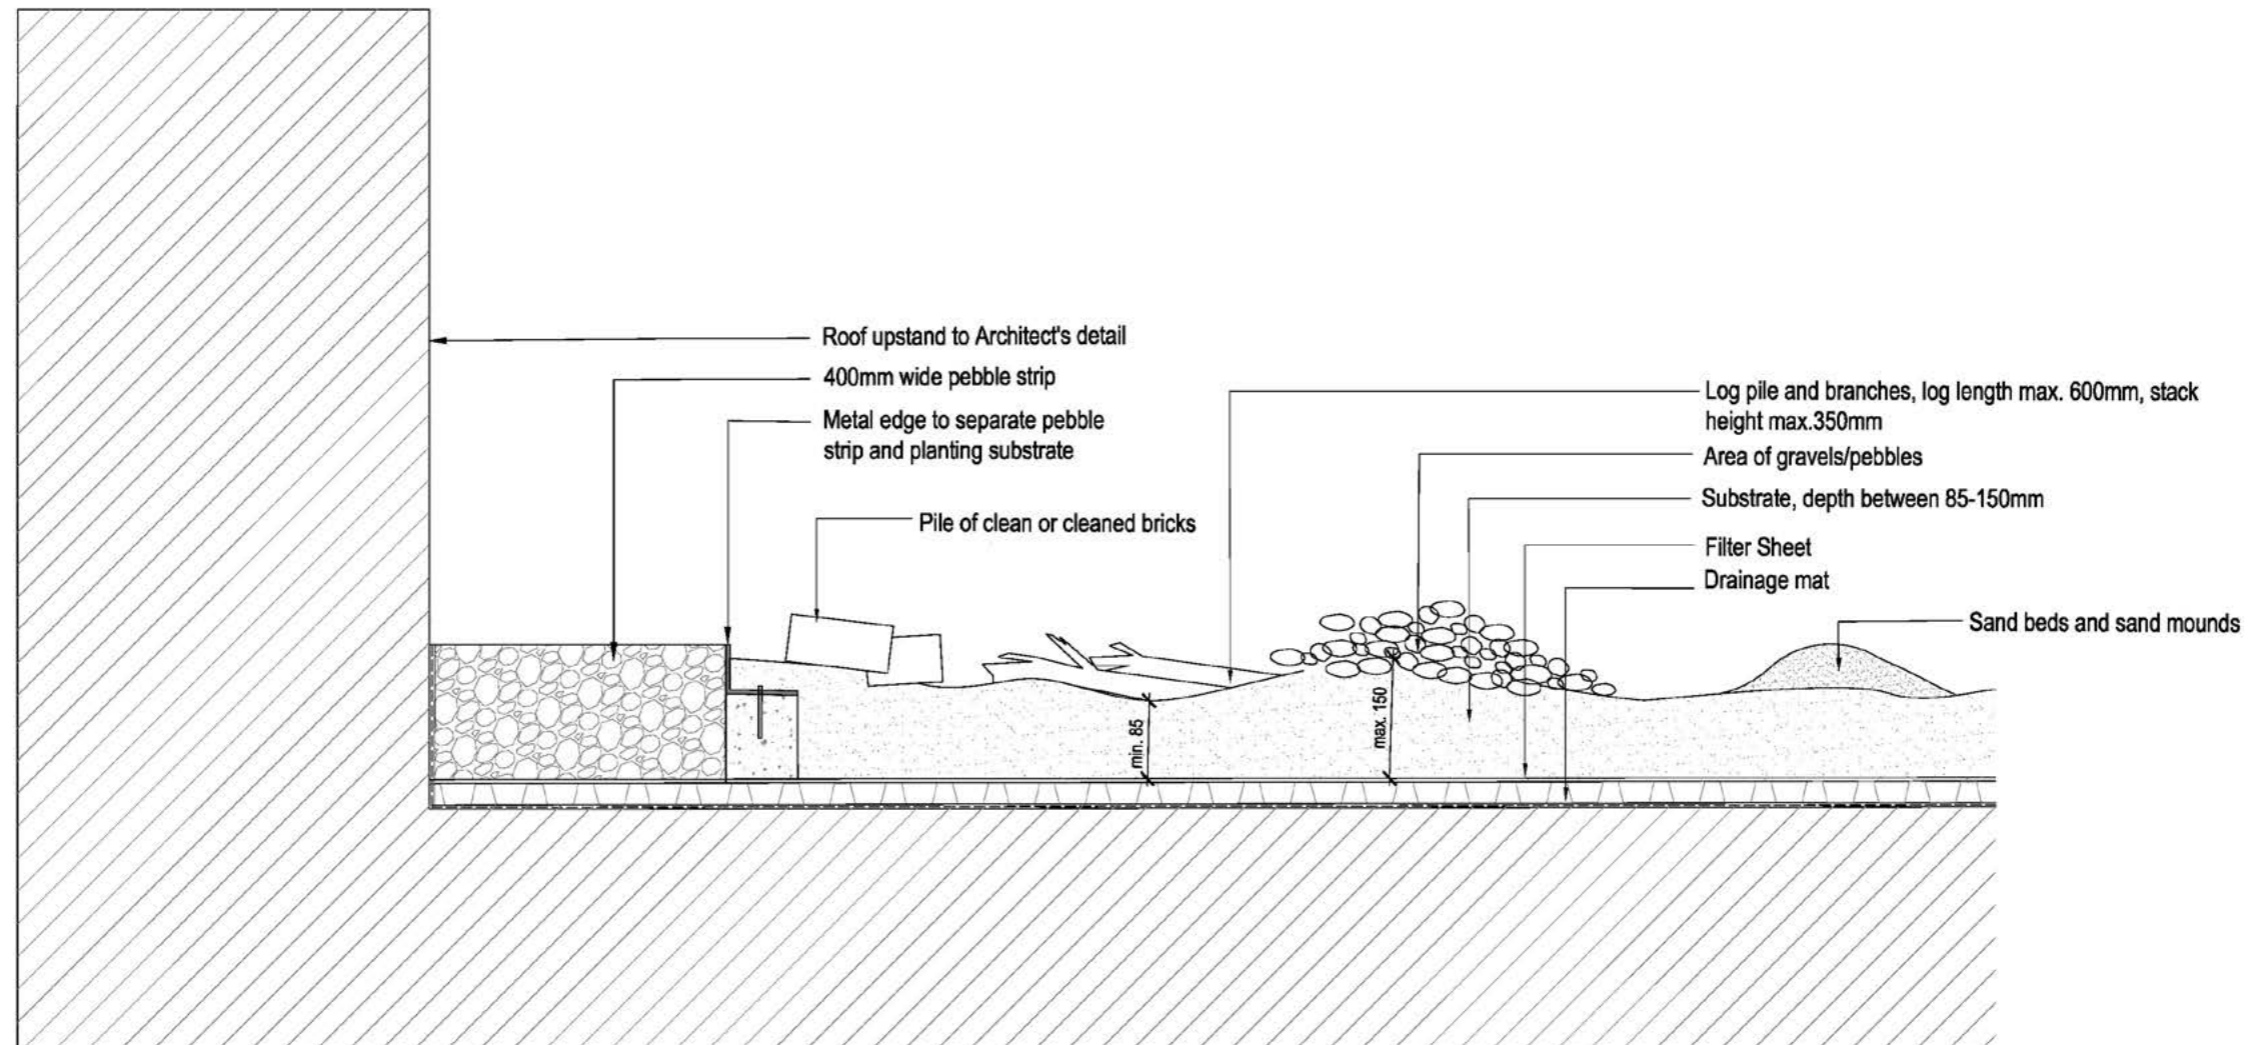 Roof upstand to Architect's detail
400mm wide pebble strip
Metal edge to separate pebble
strip and planting substrate
Pile of clean or cleaned bricks
Log pile and branches, log length max. 600mm, stack
height max.350mm
Area of gravels/pebbles
Substrate, depth between 85-150mm
Filter Sheet
Drainage mat
Sand beds and sand mounds
min. 85
max. 150